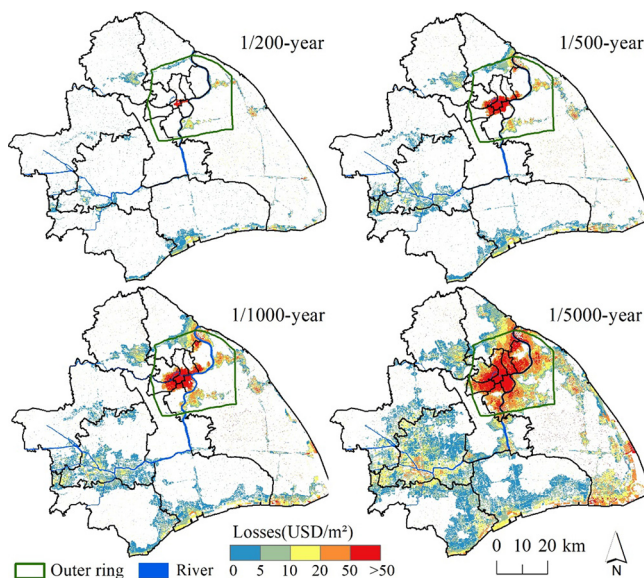 1/200-year
1/500-year
1/1000-year
1/5000-year
Losses(USD/m²)
0 5 10 20 50 >50
Outer ring
River
0 10 20 km
N